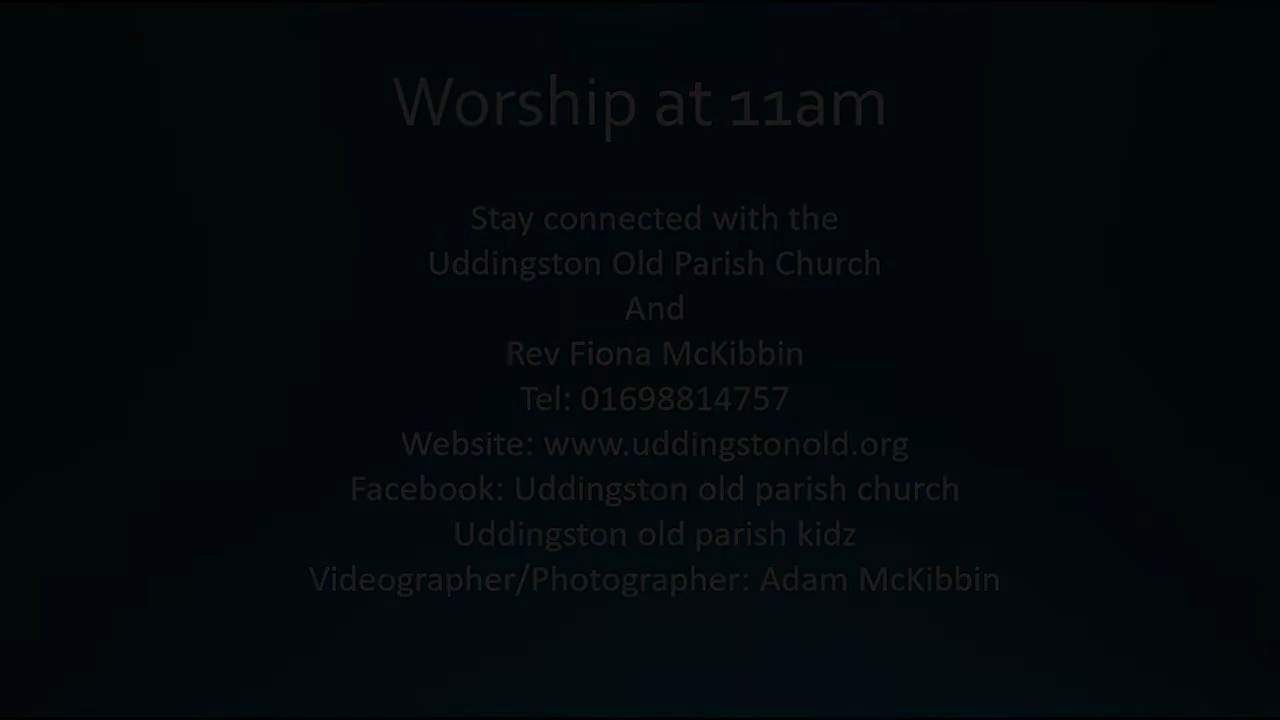 Worship at 11am
Stay connected with the
Uddingston Old Parish Church
And
Rev Fiona McKibbin
Tel: 01698814757
Website: www.uddingstonold.org
Facebook: Uddingston old parish church
Uddingston old parish kidz
Videographer/Photographer: Adam McKibbin